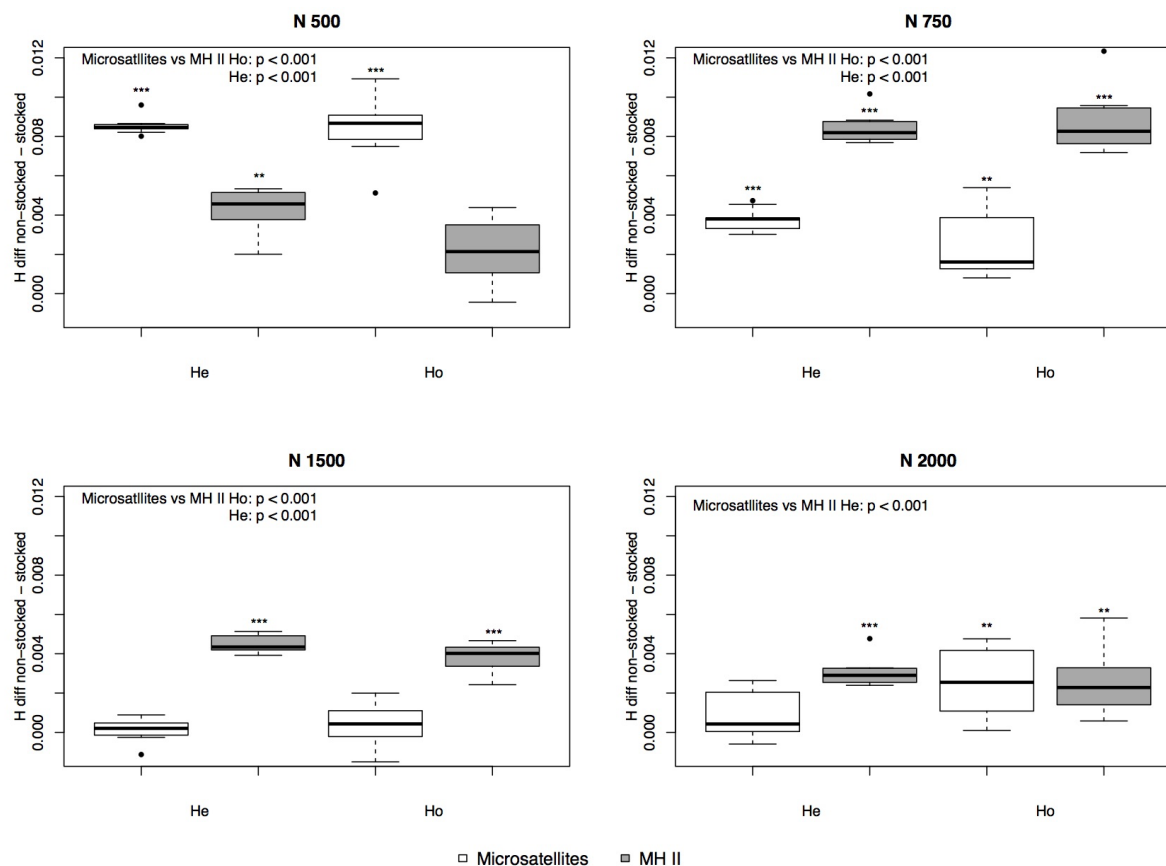 N 500
Microsatllites vs MH II Ho: p < 0.001
He: p < 0.001
***
**
***
H diff non-stocked − stocked
0.012
0.008
0.004
0.000
He
Ho
N 750
Microsatllites vs MH II Ho: p < 0.001
He: p < 0.001
***
***
**
***
H diff non-stocked − stocked
0.012
0.008
0.004
0.000
He
Ho
N 1500
Microsatllites vs MH II Ho: p < 0.001
He: p < 0.001
***
***
H diff non-stocked − stocked
0.012
0.008
0.004
0.000
He
Ho
N 2000
Microsatllites vs MH II He: p < 0.001
***
**
**
H diff non-stocked − stocked
0.012
0.008
0.004
0.000
He
Ho
Microsatellites MH II